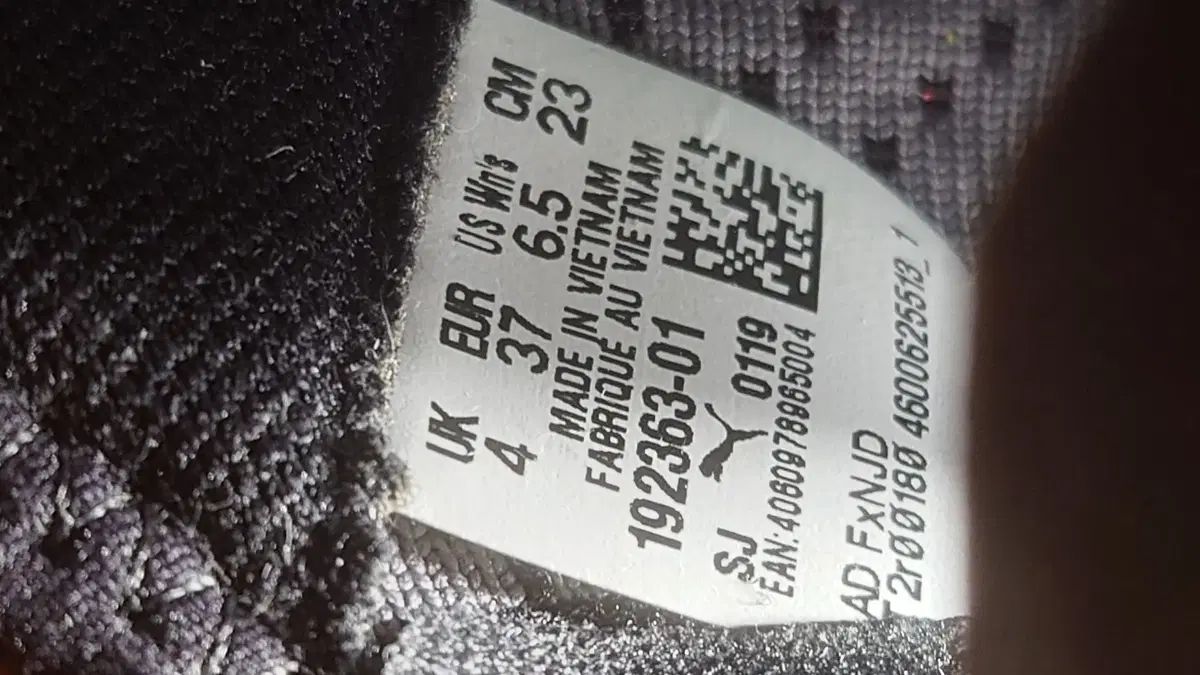 UK EUR US Wn's CM
4 37 6.5 23
MADE IN VIETNAM
FABRIQUÉ AU VIETNAM
192363-01
SJ 0119
EAN:4060978965004
AD FxNJD
T2r00180 4600625513_1